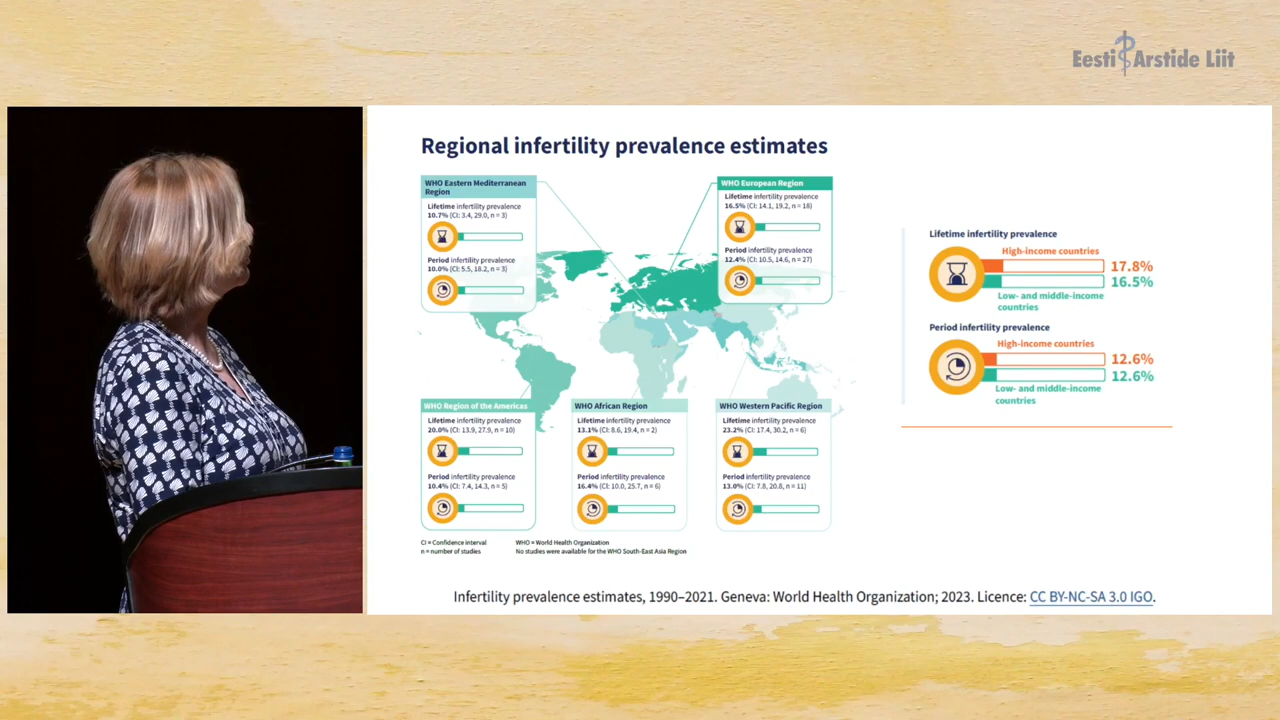 Eesti Arstide Liit
Regional infertility prevalence estimates
WHO Eastern Mediterranean
Region
Lifetime infertility prevalence
10.7% (CI: 3.4, 29.0, n = 3)
Period infertility prevalence
10.0% (CI: 5.5, 18.2, n = 3)
WHO European Region
Lifetime infertility prevalence
16.5% (CI: 14.1, 19.2, n = 18)
Period infertility prevalence
12.4% (CI: 10.5, 14.6, n = 27)
WHO Region of the Americas
Lifetime infertility prevalence
20.0% (CI: 13.9, 27.9, n = 10)
Period infertility prevalence
10.4% (CI: 7.4, 14.3, n = 5)
WHO African Region
Lifetime infertility prevalence
13.1% (CI: 8.6, 19.4, n = 2)
Period infertility prevalence
16.4% (CI: 10.0, 25.7, n = 6)
WHO Western Pacific Region
Lifetime infertility prevalence
23.2% (CI: 17.4, 30.2, n = 6)
Period infertility prevalence
13.0% (CI: 7.8, 20.8, n = 11)
CI = Confidence interval
n = number of studies
WHO = World Health Organization
No studies were available for the WHO South-East Asia Region
Lifetime infertility prevalence
High-income countries
17.8%
16.5%
Low- and middle-income
countries
Period infertility prevalence
High-income countries
12.6%
12.6%
Low- and middle-income
countries
Infertility prevalence estimates, 1990–2021. Geneva: World Health Organization; 2023. Licence: CC BY-NC-SA 3.0 IGO.